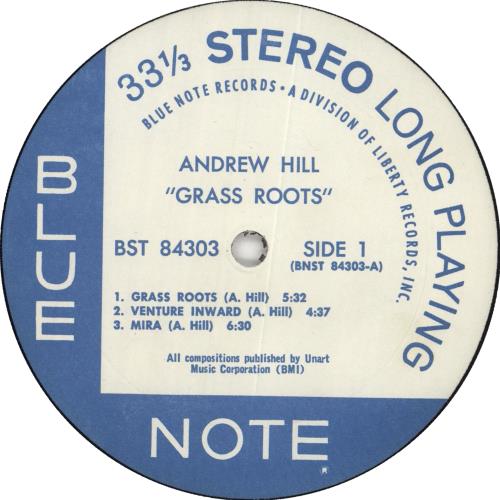 33⅓ STEREO LONG PLAYING
BLUE NOTE RECORDS • A DIVISION OF LIBERTY RECORDS, INC.
ANDREW HILL
"GRASS ROOTS"
BST 84303 SIDE 1
(BNST 84303-A)
1. GRASS ROOTS (A. Hill) 5:32
2. VENTURE INWARD (A. Hill) 4:37
3. MIRA (A. Hill) 6:30
All compositions published by Unart
Music Corporation (BMI)
BLUE
NOTE